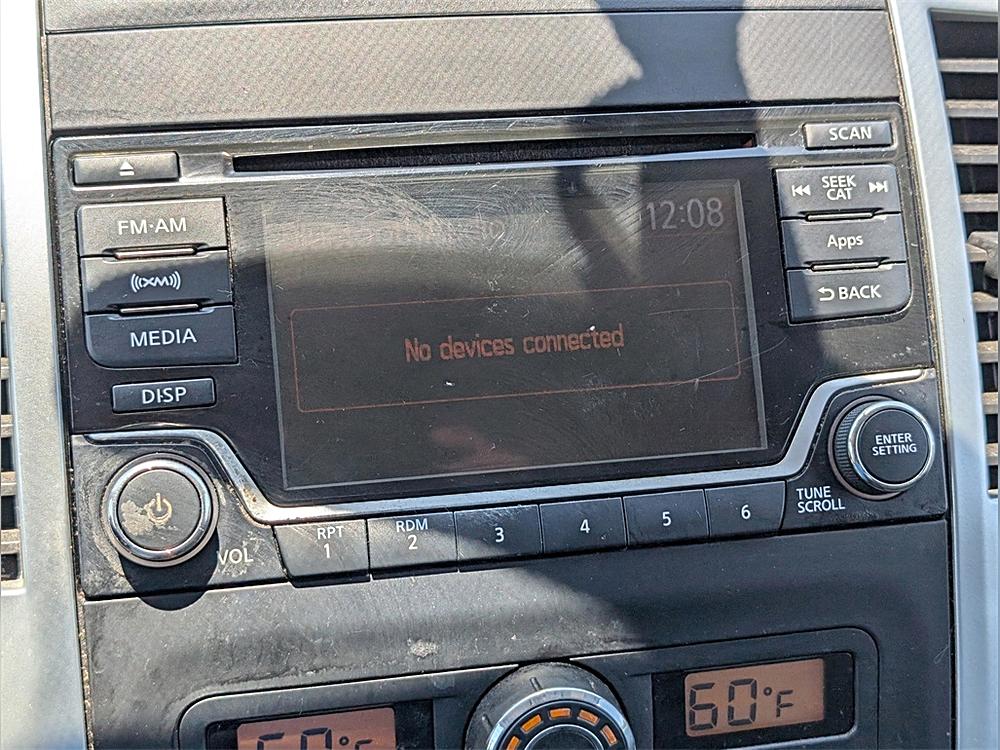 SCAN
FM·AM
SEEK
CAT
12:08
Apps
((XM))
BACK
MEDIA
No devices connected
DISP
ENTER
SETTING
TUNE
SCROLL
VOL
RPT
1
RDM
2
3
4
5
6
60°F
60°F